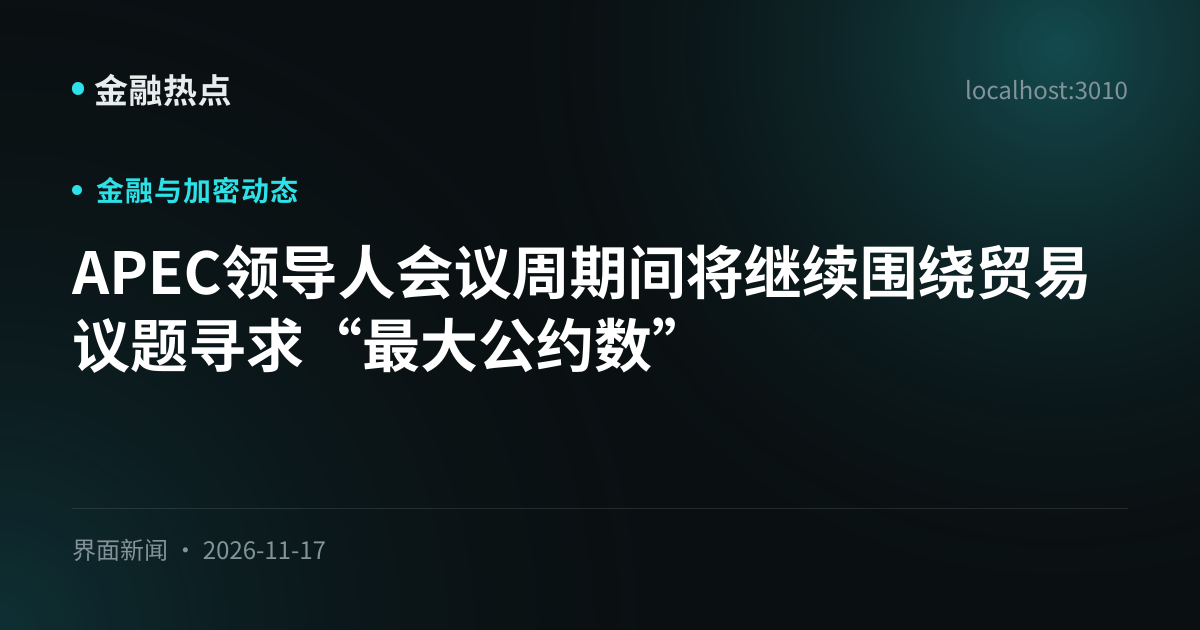 金融热点
localhost:3010
金融与加密动态
APEC领导人会议周期间将继续围绕贸易
议题寻求“最大公约数”
界面新闻 • 2026-11-17